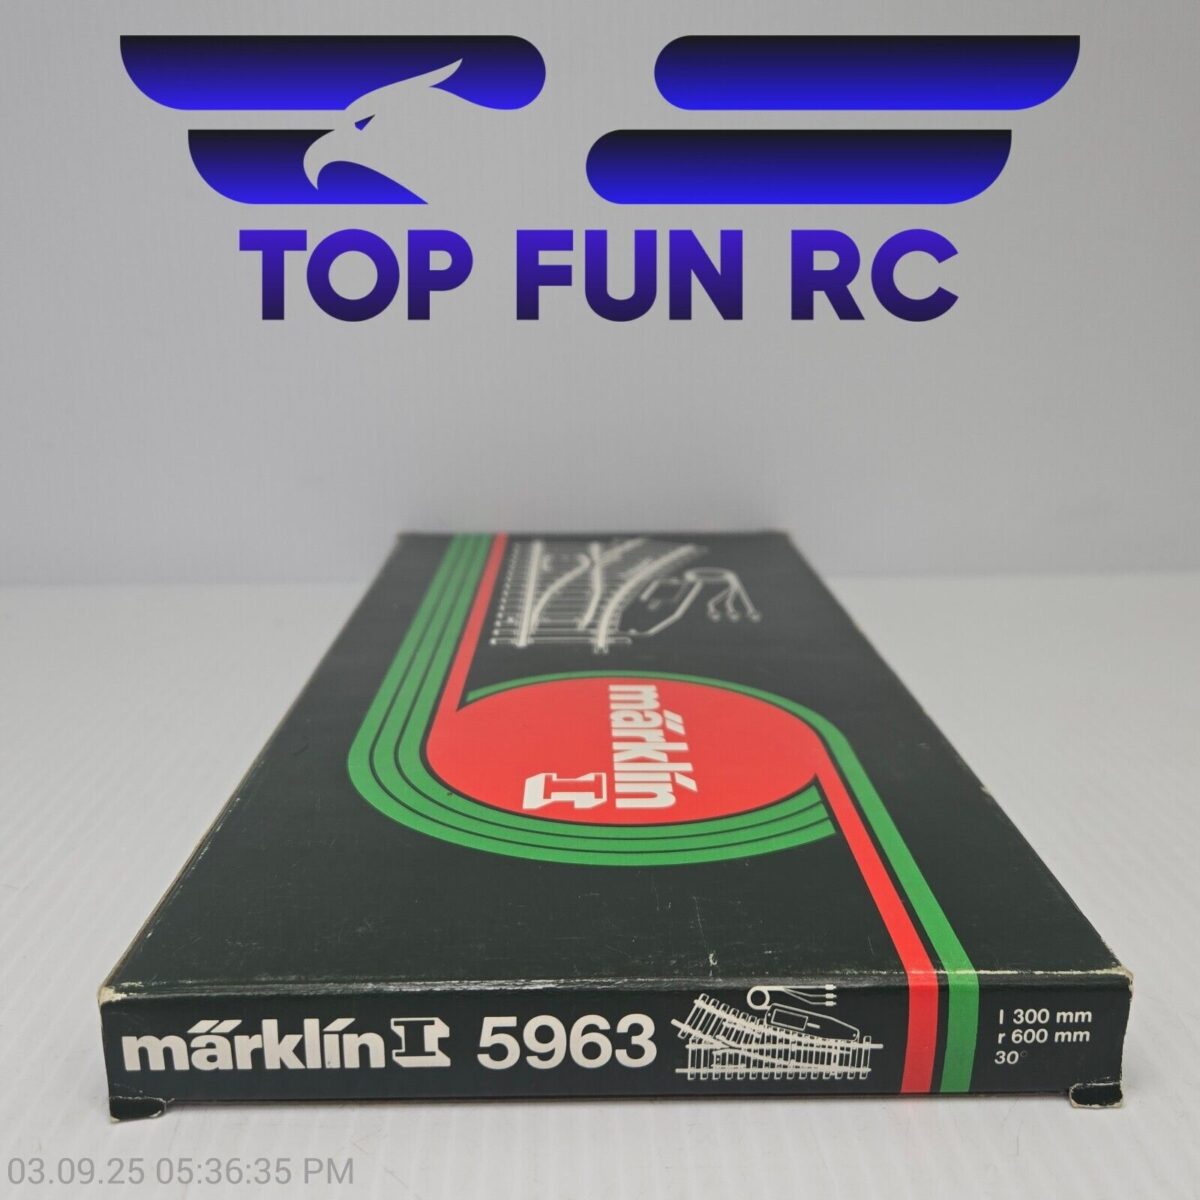 TOP FUN RC
märklin I
märklin I 5963
l 300 mm
r 600 mm
30°
03.09.25 05:36:35 PM